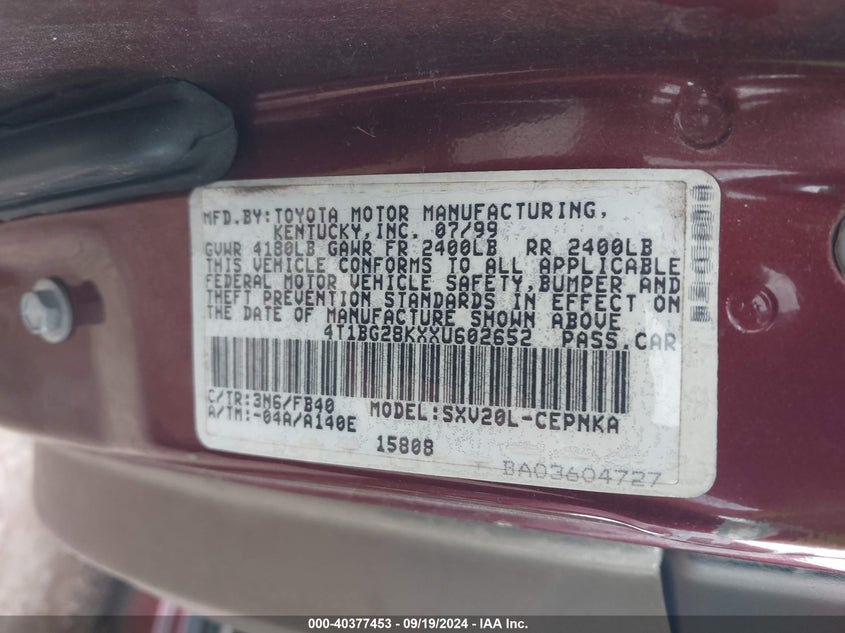 MFD.BY:TOYOTA MOTOR MANUFACTURING,
KENTUCKY,INC. 07/99
GVWR 4180LB GAWR FR 2400LB RR 2400LB
THIS VEHICLE CONFORMS TO ALL APPLICABLE
FEDERAL MOTOR VEHICLE SAFETY,BUMPER AND
THEFT PREVENTION STANDARDS IN EFFECT ON
THE DATE OF MANUFACTURE SHOWN ABOVE
4T1BG28KXXU602652 PASS.CAR
C/TR:3N6/FB40 MODEL:SXV20L-CEPNKA
A/TM:-04A/A140E
15808
BA03604727
000-40377453 - 09/19/2024 - IAA Inc.